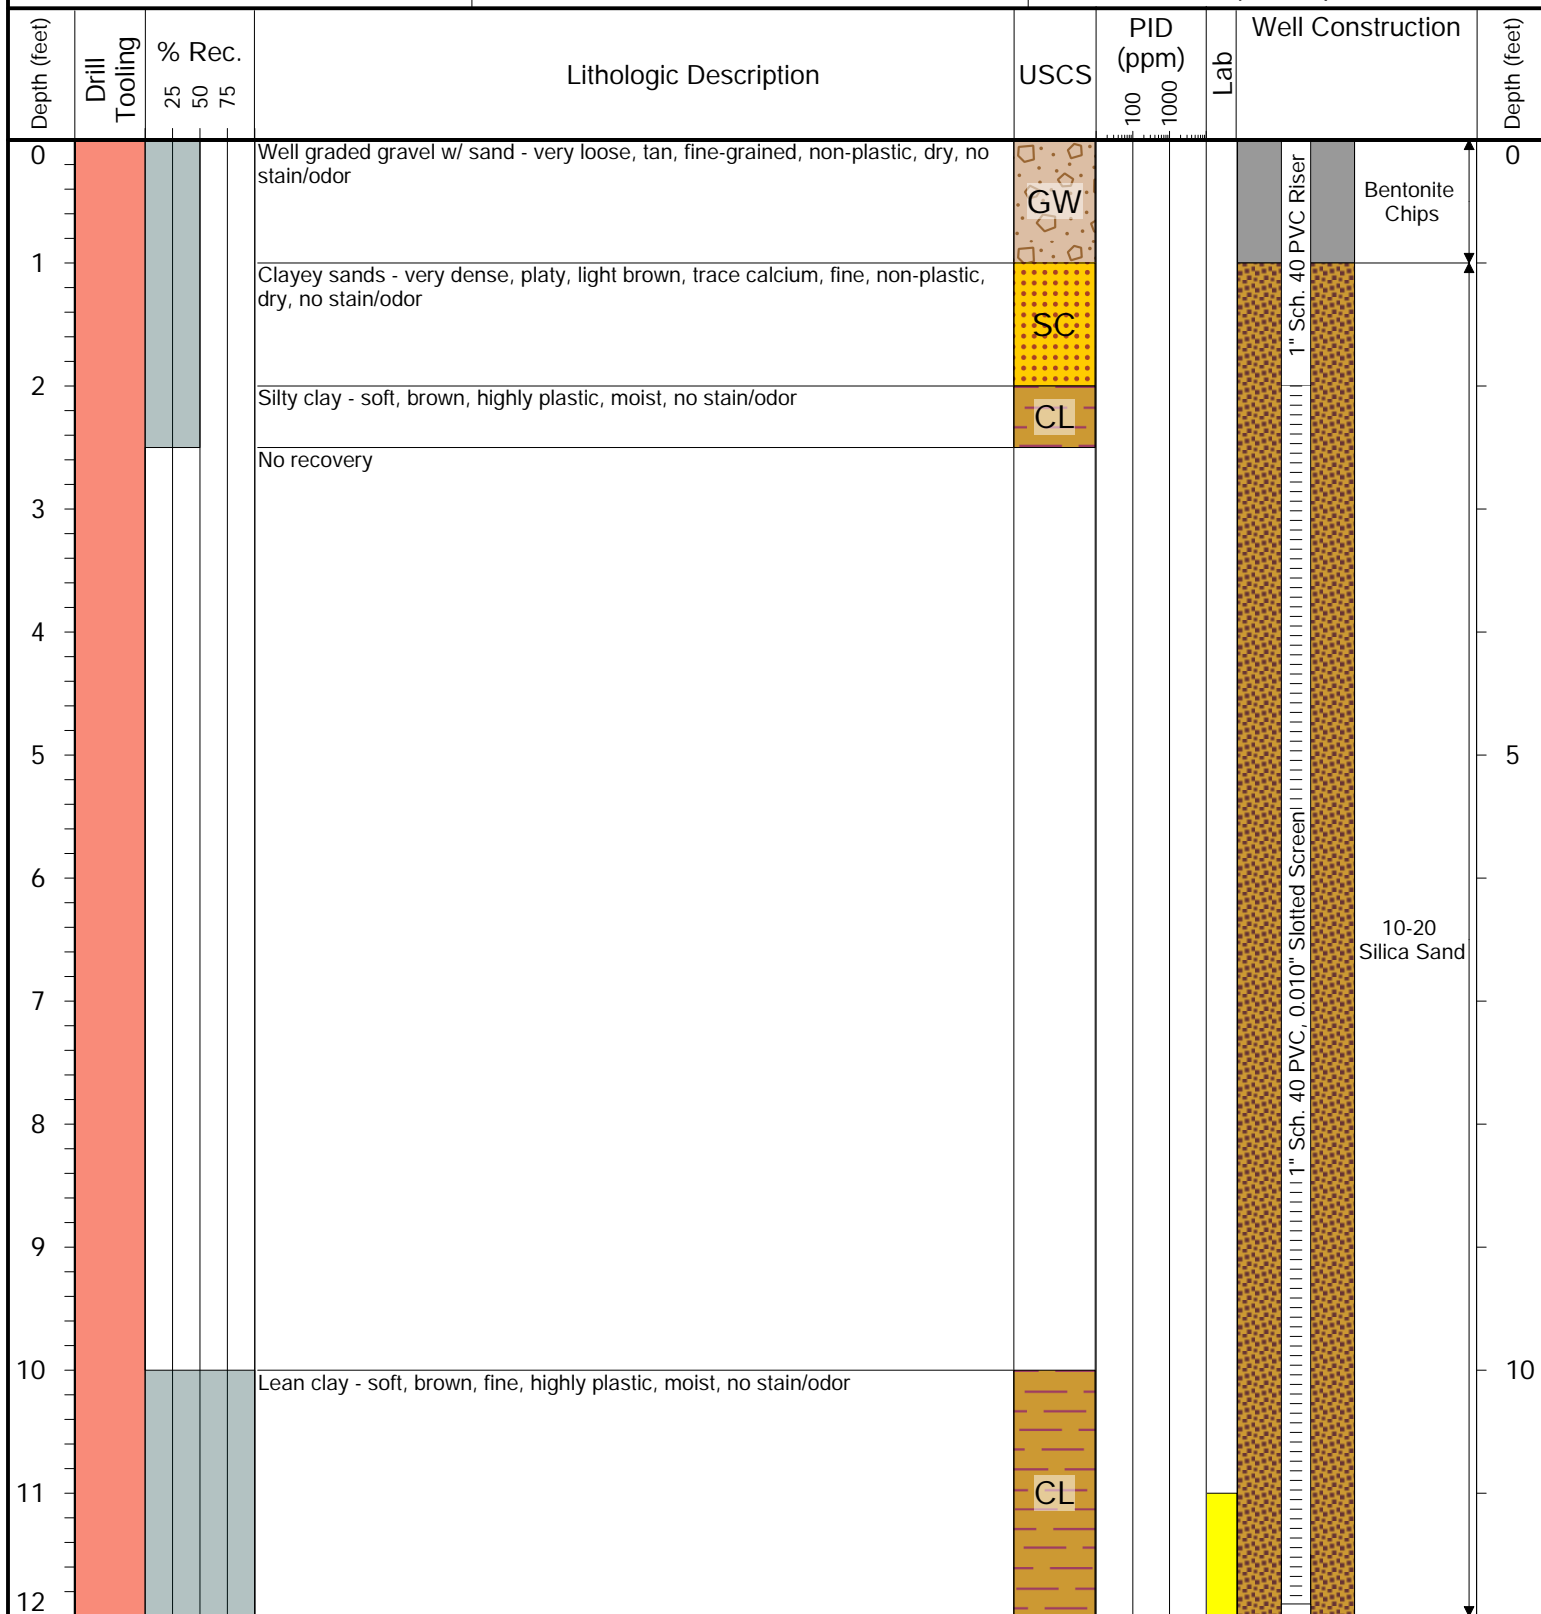 Depth (feet)
Drill
Tooling
% Rec.
25
50
75
Lithologic Description
USCS
PID
(ppm)
100
1000
Lab
Well Construction
Depth (feet)
0
Well graded gravel w/ sand - very loose, tan, fine-grained, non-plastic, dry, no
stain/odor
GW
1" Sch. 40 PVC Riser
Bentonite
Chips
0
1
Clayey sands - very dense, platy, light brown, trace calcium, fine, non-plastic,
dry, no stain/odor
SC
2
Silty clay - soft, brown, highly plastic, moist, no stain/odor
CL
No recovery
3
4
5
5
6
1" Sch. 40 PVC, 0.010" Slotted Screen
10-20
Silica Sand
7
8
9
10
Lean clay - soft, brown, fine, highly plastic, moist, no stain/odor
10
11
CL
12